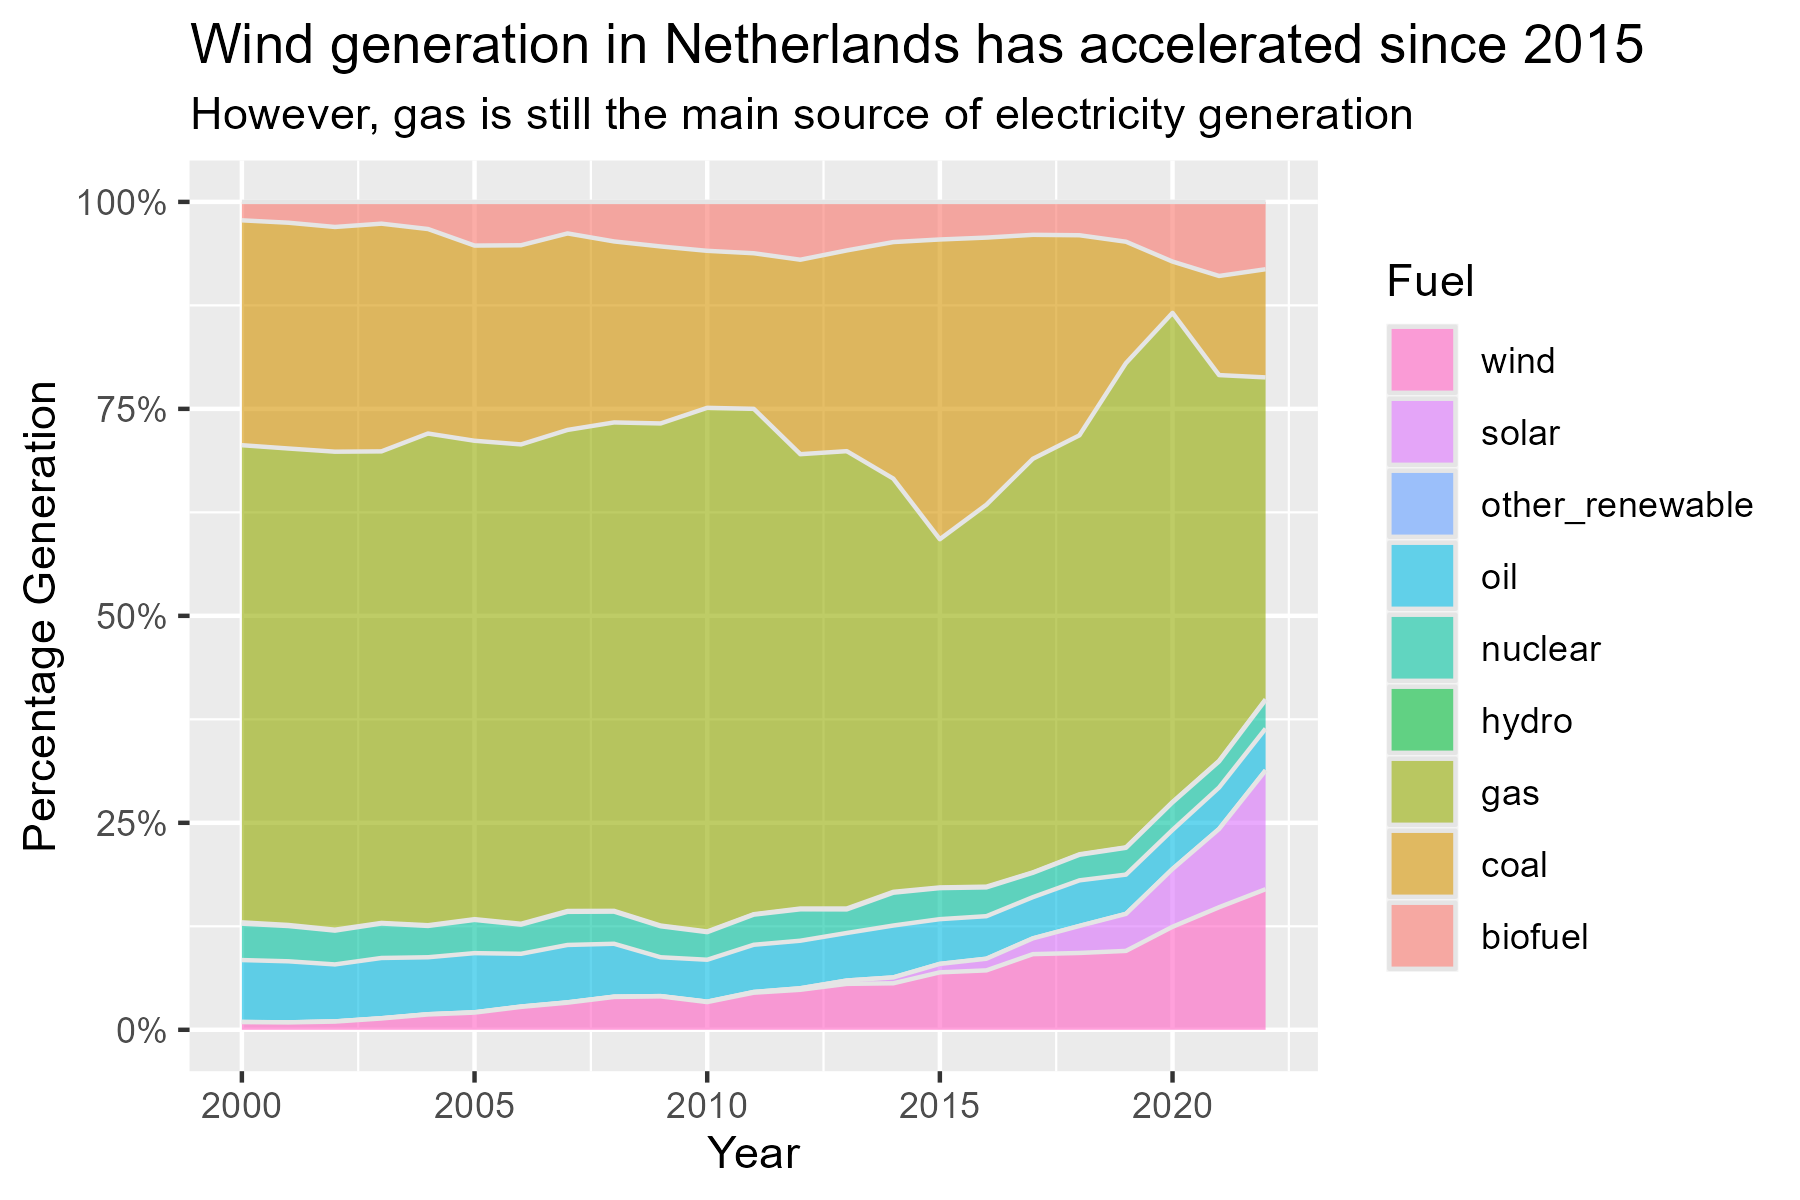 Wind generation in Netherlands has accelerated since 2015
However, gas is still the main source of electricity generation
Percentage Generation
100%
75%
50%
25%
0%
2000 2005 2010 2015 2020
Year
Fuel
wind
solar
other_renewable
oil
nuclear
hydro
gas
coal
biofuel